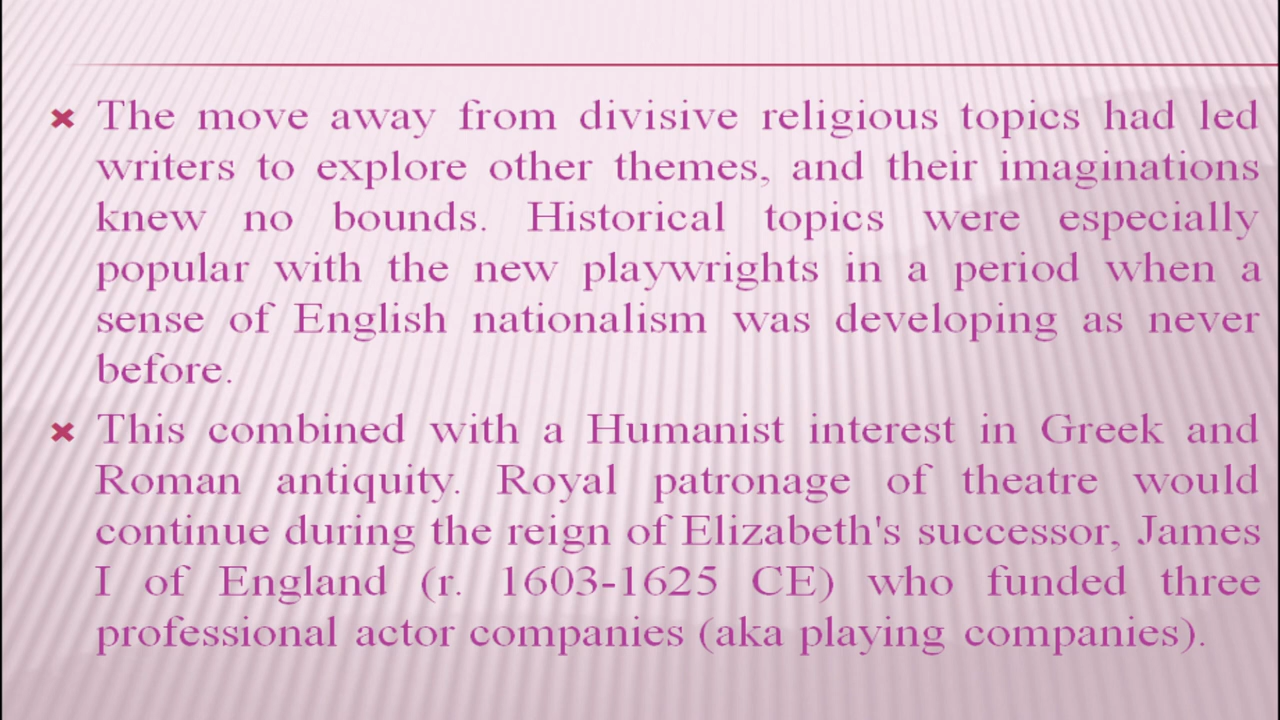 The move away from divisive religious topics had led
writers to explore other themes, and their imaginations
knew no bounds. Historical topics were especially
popular with the new playwrights in a period when a
sense of English nationalism was developing as never
before.
This combined with a Humanist interest in Greek and
Roman antiquity. Royal patronage of theatre would
continue during the reign of Elizabeth's successor, James
I of England (r. 1603-1625 CE) who funded three
professional actor companies (aka playing companies).